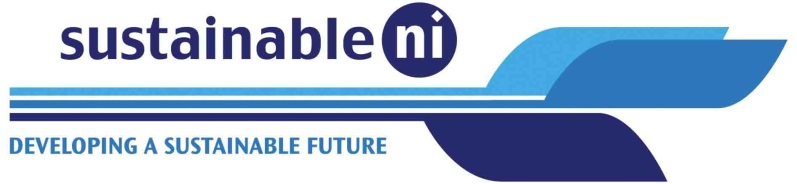 sustainable ni
DEVELOPING A SUSTAINABLE FUTURE